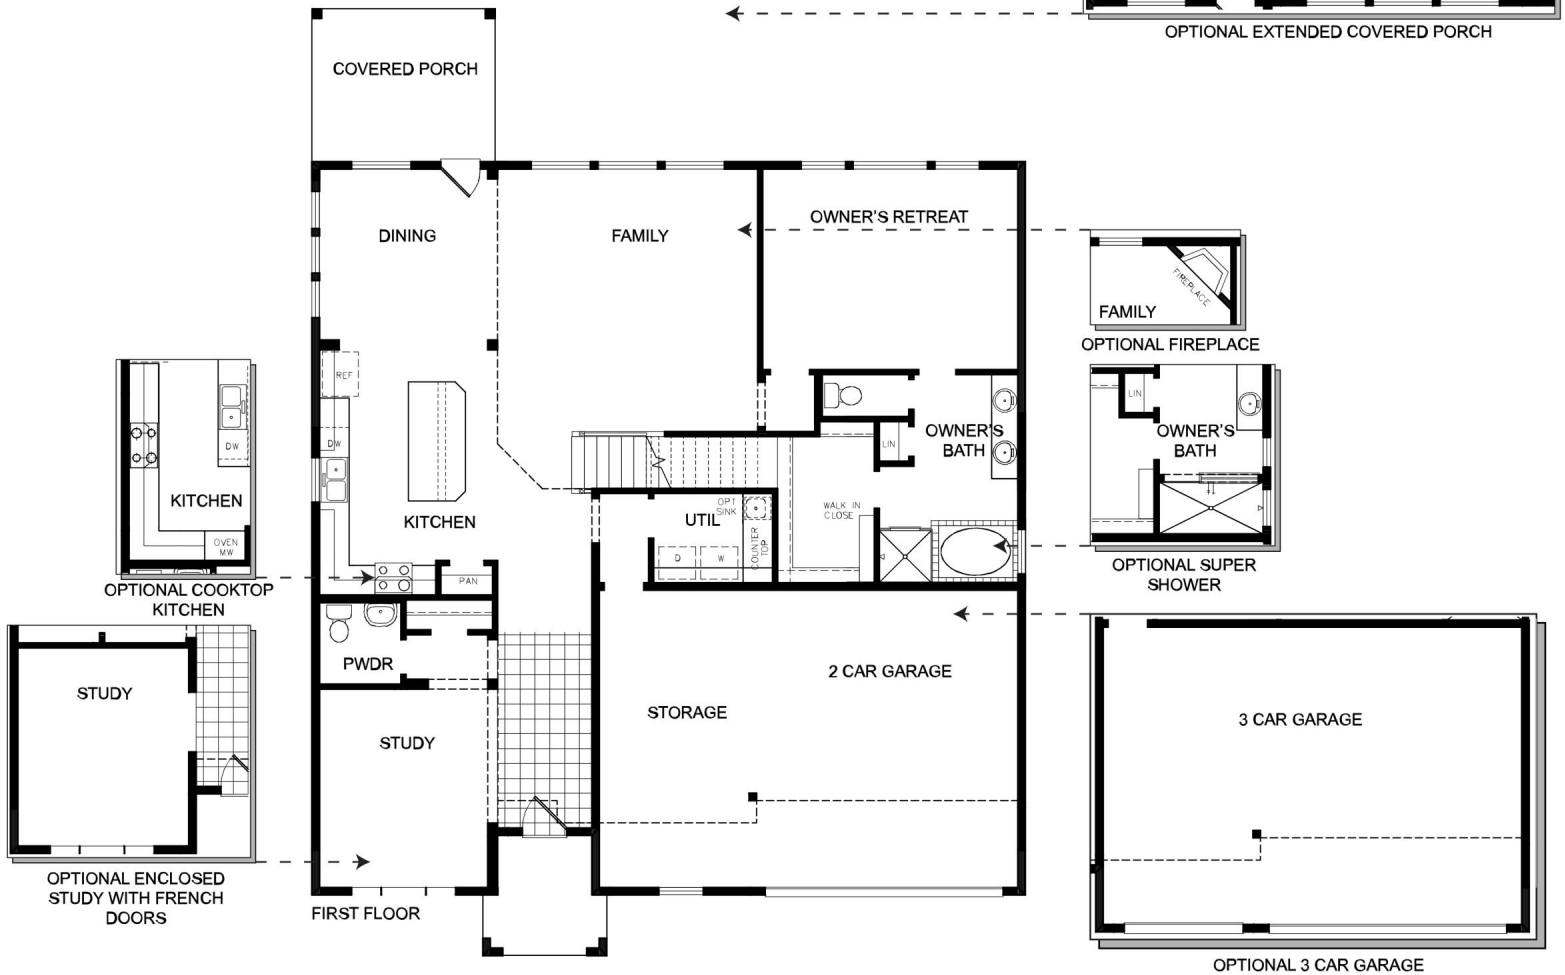 OPTIONAL EXTENDED COVERED PORCH
COVERED PORCH
DINING
FAMILY
OWNER'S RETREAT
FIREPLACE
FAMILY
OPTIONAL FIREPLACE
REF
DW
KITCHEN
OVEN
MW
OPTIONAL COOKTOP
KITCHEN
DW
KITCHEN
PAN
LIN
OWNER'S
BATH
WALK IN
CLOSE
OPT
SINK
UTIL
COUNTER
TOP
D
W
LIN
OWNER'S
BATH
OPTIONAL SUPER
SHOWER
STUDY
OPTIONAL ENCLOSED
STUDY WITH FRENCH
DOORS
PWDR
STUDY
STORAGE
2 CAR GARAGE
3 CAR GARAGE
FIRST FLOOR
OPTIONAL 3 CAR GARAGE